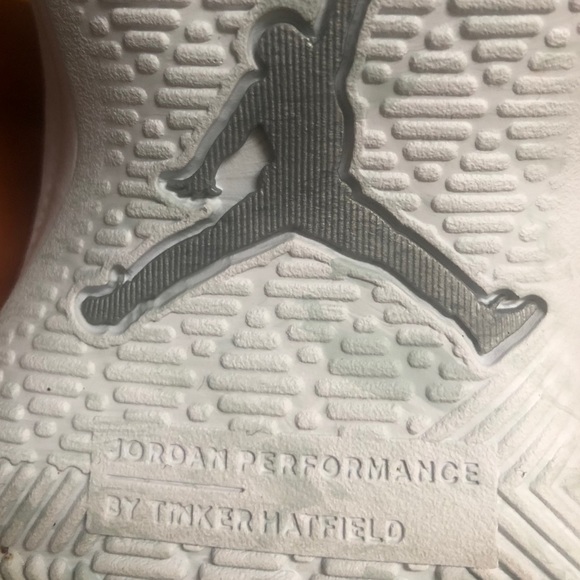 JORDAN PERFORMANCE
BY TINKER HATFIELD